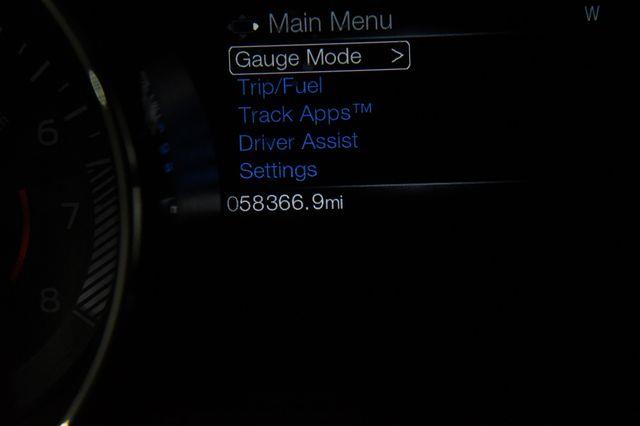 Main Menu
W
Gauge Mode >
Trip/Fuel
Track Apps™
Driver Assist
Settings
058366.9mi
6
7
8